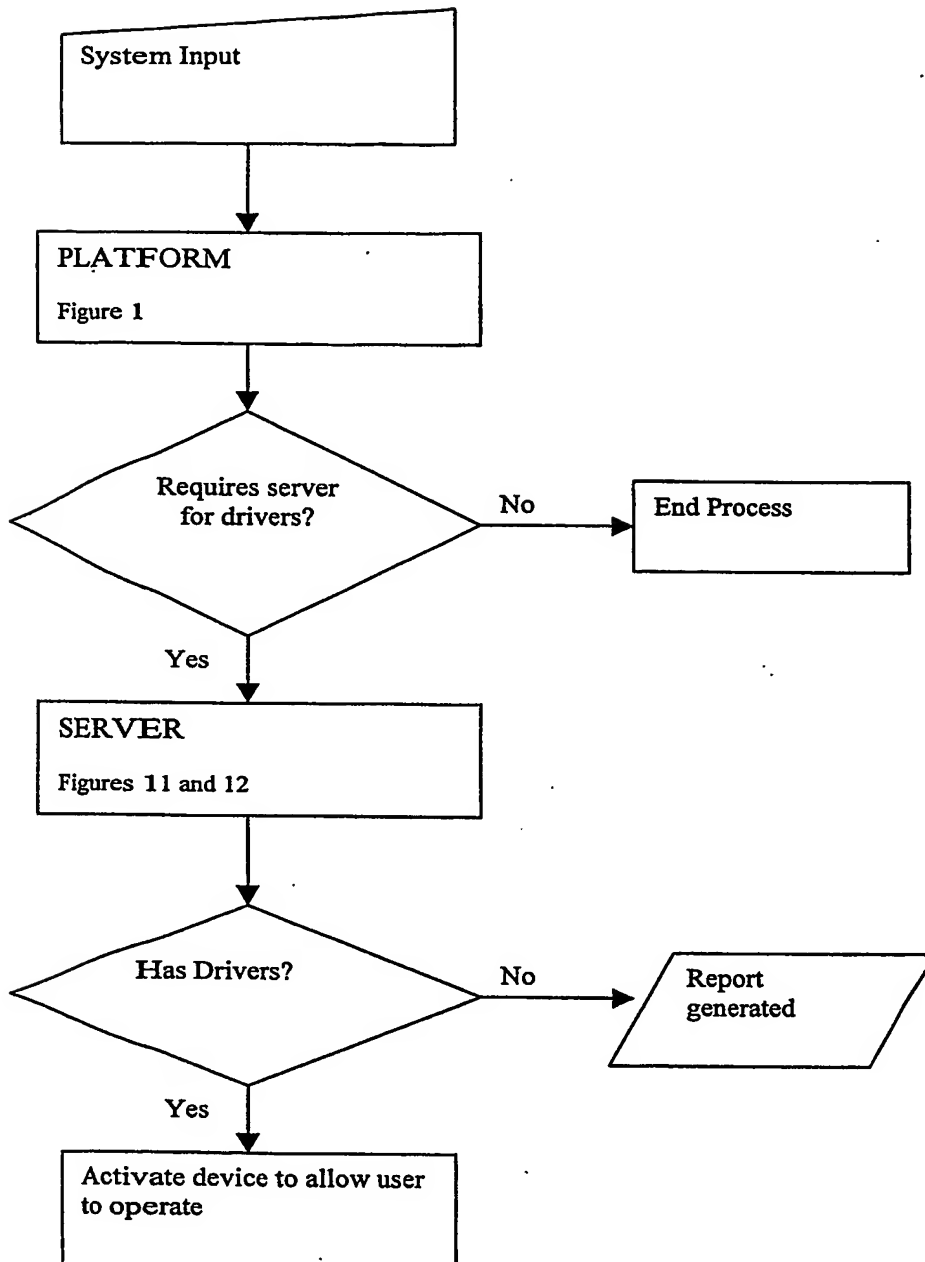 System Input
PLATFORM
Figure 1
Requires server
for drivers?
No
End Process
Yes
SERVER
Figures 11 and 12
Has Drivers?
No
Report
generated
Yes
Activate device to allow user
to operate